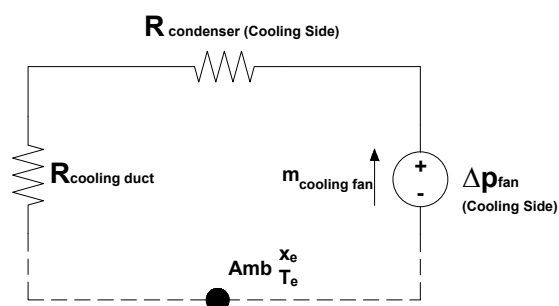 R condenser (Cooling Side)
R cooling duct
m cooling fan
+
-
Δp fan
(Cooling Side)
Amb x e
T e